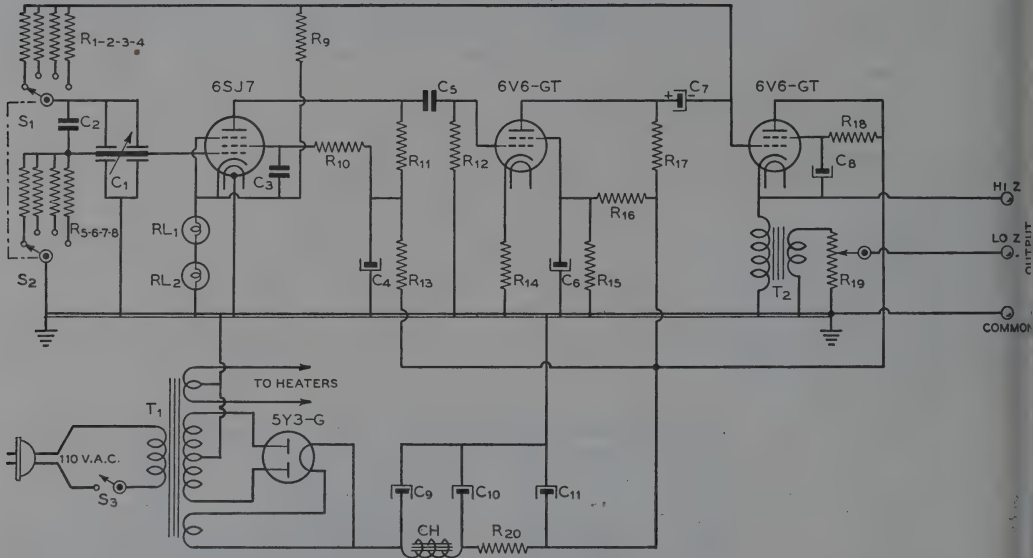 R1-2-3-4
R9
6SJ7
C5
6V6-GT
C7
+ -
6V6-GT
R18
S1
C2
C1
C3
R10
R11
R12
R17
C8
R16
HI Z
R5-6-7-8
RL1
RL2
C4
R13
R14
C6
R15
T2
R19
LO Z
OUTPUT
S2
COMMON
TO HEATERS
T1
5Y3-G
110 V.A.C.
S3
C9
C10
C11
CH
R20